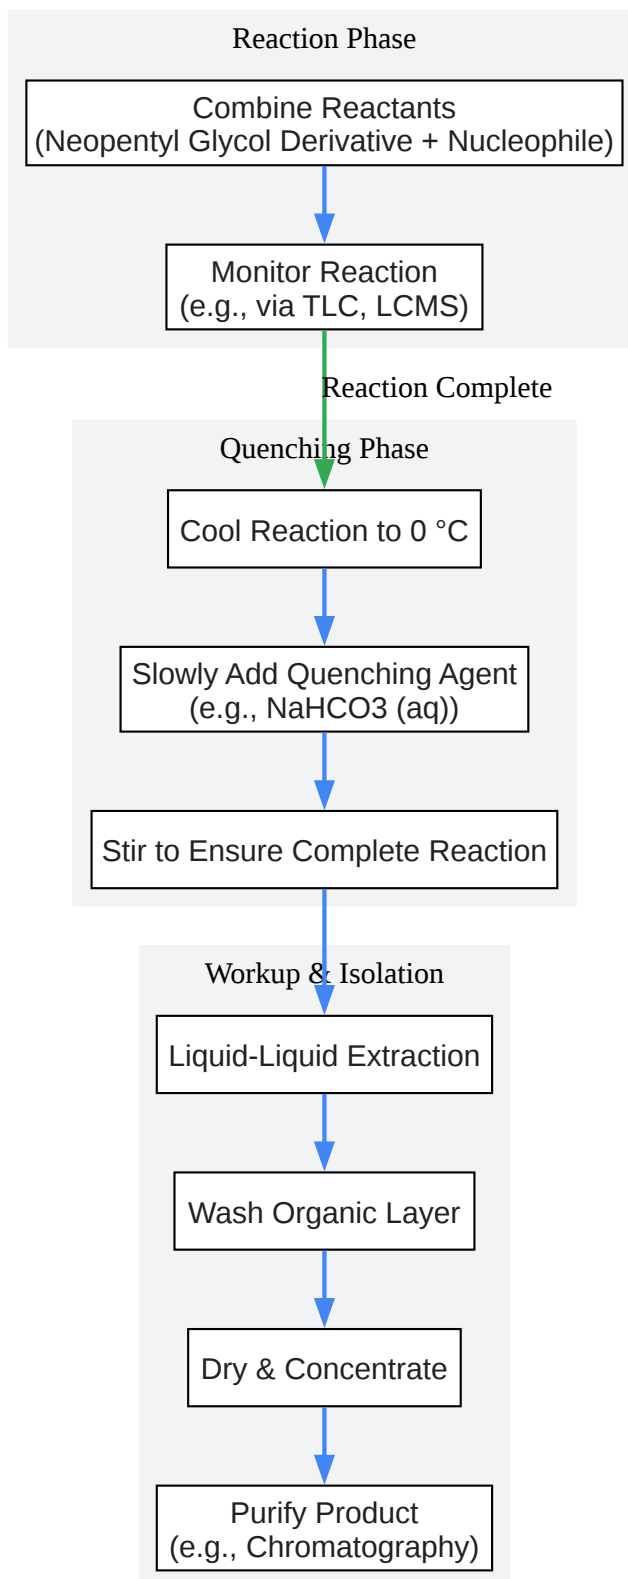 Reaction Phase
Combine Reactants
(Neopentyl Glycol Derivative + Nucleophile)
Monitor Reaction
(e.g., via TLC, LCMS)
Reaction Complete
Quenching Phase
Cool Reaction to 0 °C
Slowly Add Quenching Agent
(e.g., NaHCO3 (aq))
Stir to Ensure Complete Reaction
Workup & Isolation
Liquid-Liquid Extraction
Wash Organic Layer
Dry & Concentrate
Purify Product
(e.g., Chromatography)